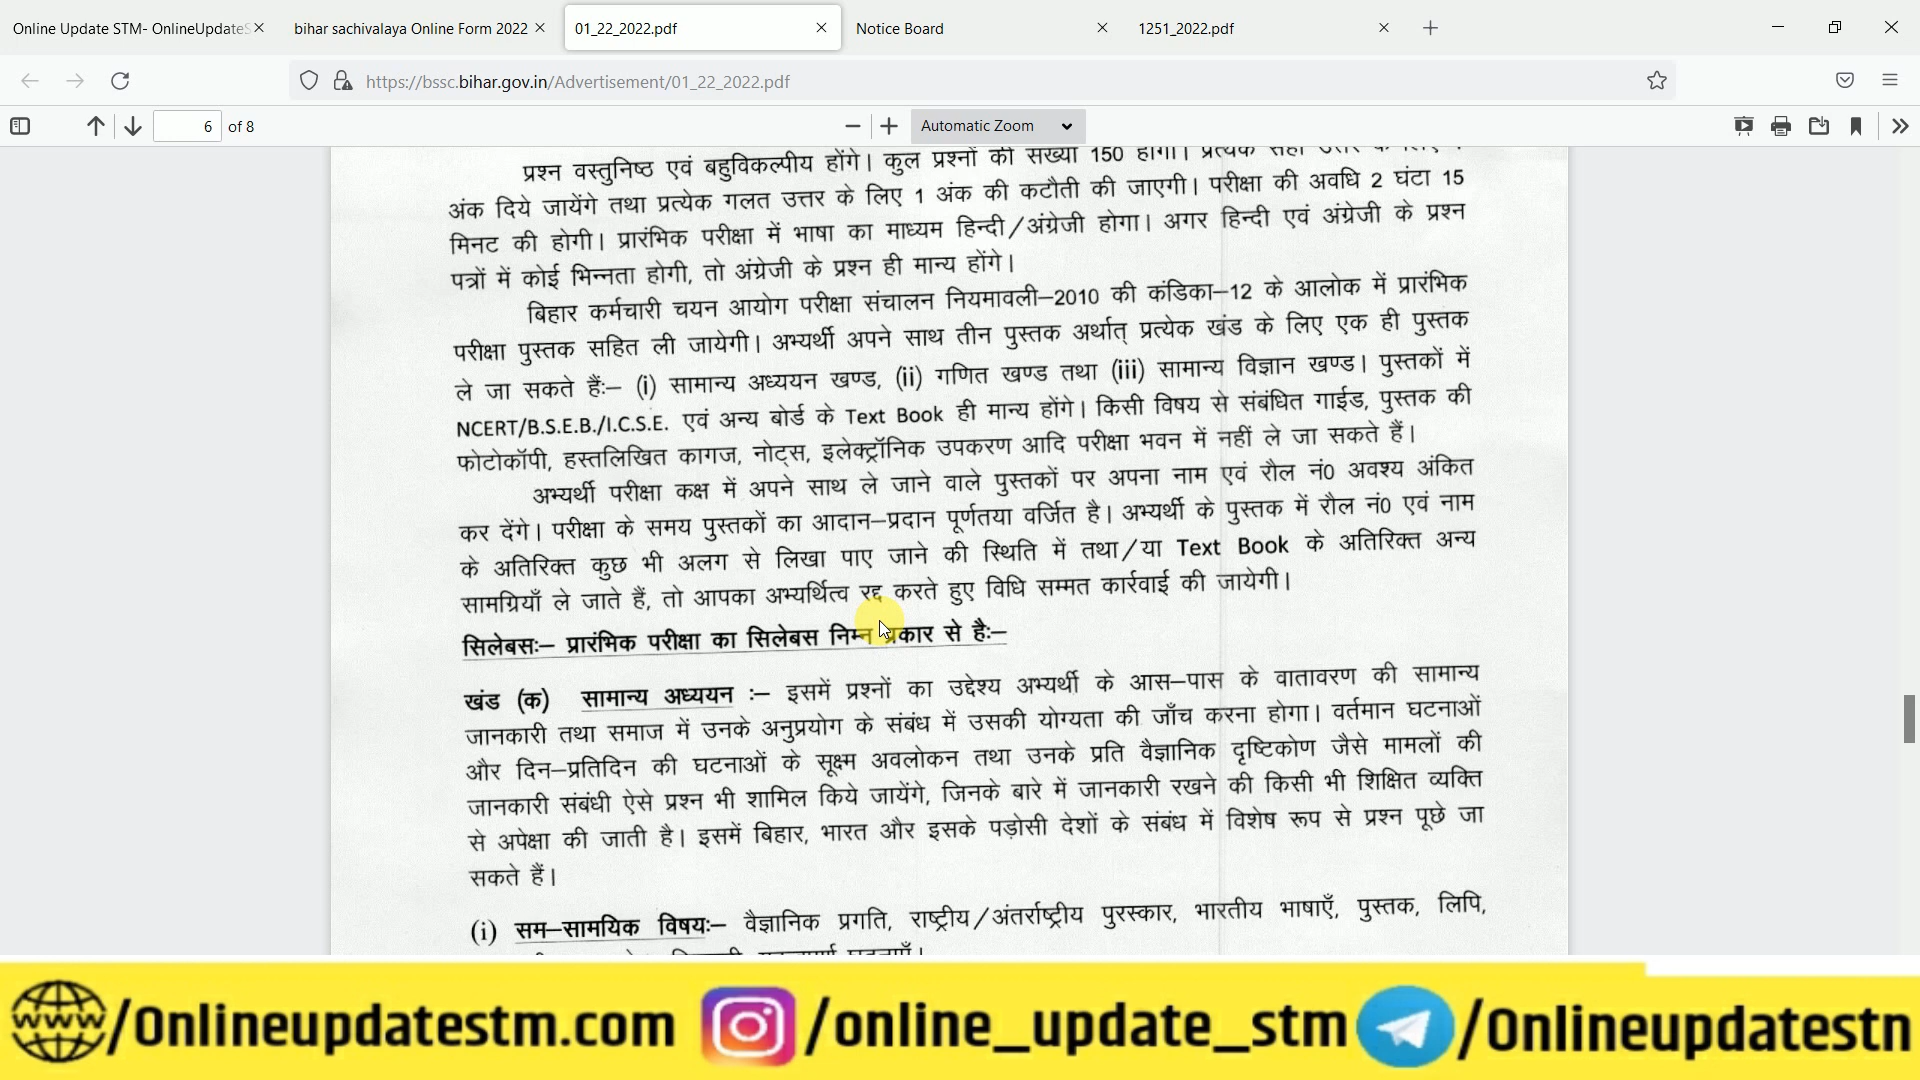 Online Update STM- OnlineUpdateS
bihar sachivalaya Online Form 2022
01_22_2022.pdf
Notice Board
1251_2022.pdf
https://bssc.bihar.gov.in/Advertisement/01_22_2022.pdf
6 of 8
Automatic Zoom
प्रश्न वस्तुनिष्ठ एवं बहुविकल्पीय होंगे। कुल प्रश्नों की संख्या 150 होगी। प्रत्येक सही उत्तर के लिए
अंक दिये जायेंगे तथा प्रत्येक गलत उत्तर के लिए 1 अंक की कटौती की जाएगी। परीक्षा की अवधि 2 घंटा 15
मिनट की होगी। प्रारंभिक परीक्षा में भाषा का माध्यम हिन्दी/अंग्रेजी होगा। अगर हिन्दी एवं अंग्रेजी के प्रश्न
पत्रों में कोई भिन्नता होगी, तो अंग्रेजी के प्रश्न ही मान्य होंगे।
बिहार कर्मचारी चयन आयोग परीक्षा संचालन नियमावली–2010 की कंडिका–12 के आलोक में प्रारंभिक
परीक्षा पुस्तक सहित ली जायेगी। अभ्यर्थी अपने साथ तीन पुस्तक अर्थात् प्रत्येक खंड के लिए एक ही पुस्तक
ले जा सकते हैंः– (i) सामान्य अध्ययन खण्ड, (ii) गणित खण्ड तथा (iii) सामान्य विज्ञान खण्ड। पुस्तकों में
NCERT/B.S.E.B./I.C.S.E. एवं अन्य बोर्ड के Text Book ही मान्य होंगे। किसी विषय से संबंधित गाईड, पुस्तक की
फोटोकॉपी, हस्तलिखित कागज, नोट्स, इलेक्ट्रॉनिक उपकरण आदि परीक्षा भवन में नहीं ले जा सकते हैं।
अभ्यर्थी परीक्षा कक्ष में अपने साथ ले जाने वाले पुस्तकों पर अपना नाम एवं रौल नं0 अवश्य अंकित
कर देंगे। परीक्षा के समय पुस्तकों का आदान–प्रदान पूर्णतया वर्जित है। अभ्यर्थी के पुस्तक में रौल नं0 एवं नाम
के अतिरिक्त कुछ भी अलग से लिखा पाए जाने की स्थिति में तथा/या Text Book के अतिरिक्त अन्य
सामग्रियाँ ले जाते हैं, तो आपका अभ्यर्थित्व रद्द करते हुए विधि सम्मत कार्रवाई की जायेगी।
सिलेबसः– प्रारंभिक परीक्षा का सिलेबस निम्न प्रकार से हैः–
खंड (क) सामान्य अध्ययन :– इसमें प्रश्नों का उद्देश्य अभ्यर्थी के आस–पास के वातावरण की सामान्य
जानकारी तथा समाज में उनके अनुप्रयोग के संबंध में उसकी योग्यता की जाँच करना होगा। वर्तमान घटनाओं
और दिन–प्रतिदिन की घटनाओं के सूक्ष्म अवलोकन तथा उनके प्रति वैज्ञानिक दृष्टिकोण जैसे मामलों की
जानकारी संबंधी ऐसे प्रश्न भी शामिल किये जायेंगे, जिनके बारे में जानकारी रखने की किसी भी शिक्षित व्यक्ति
से अपेक्षा की जाती है। इसमें बिहार, भारत और इसके पड़ोसी देशों के संबंध में विशेष रूप से प्रश्न पूछे जा
सकते हैं।
(i) सम–सामयिक विषयः– वैज्ञानिक प्रगति, राष्ट्रीय/अंतर्राष्ट्रीय पुरस्कार, भारतीय भाषाएँ, पुस्तक, लिपि,
www /Onlineupdatestm.com /online_update_stm /Onlineupdatestn